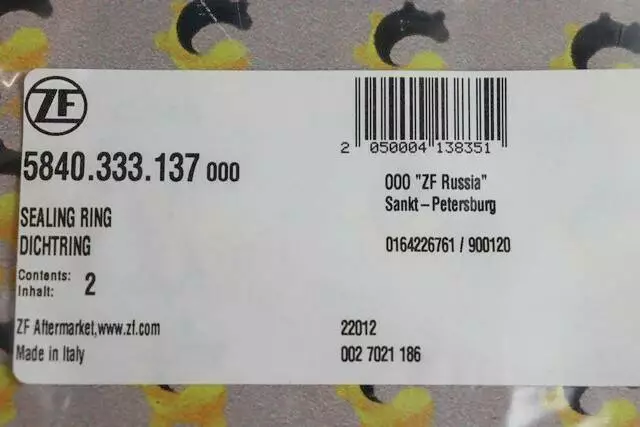 ZF
5840.333.137 000
SEALING RING
DICHTRING
Contents:
Inhalt: 2
ZF Aftermarket,www.zf.com
Made in Italy
2 050004 138351
000 "ZF Russia"
Sankt-Petersburg
0164226761 / 900120
22012
002 7021 186